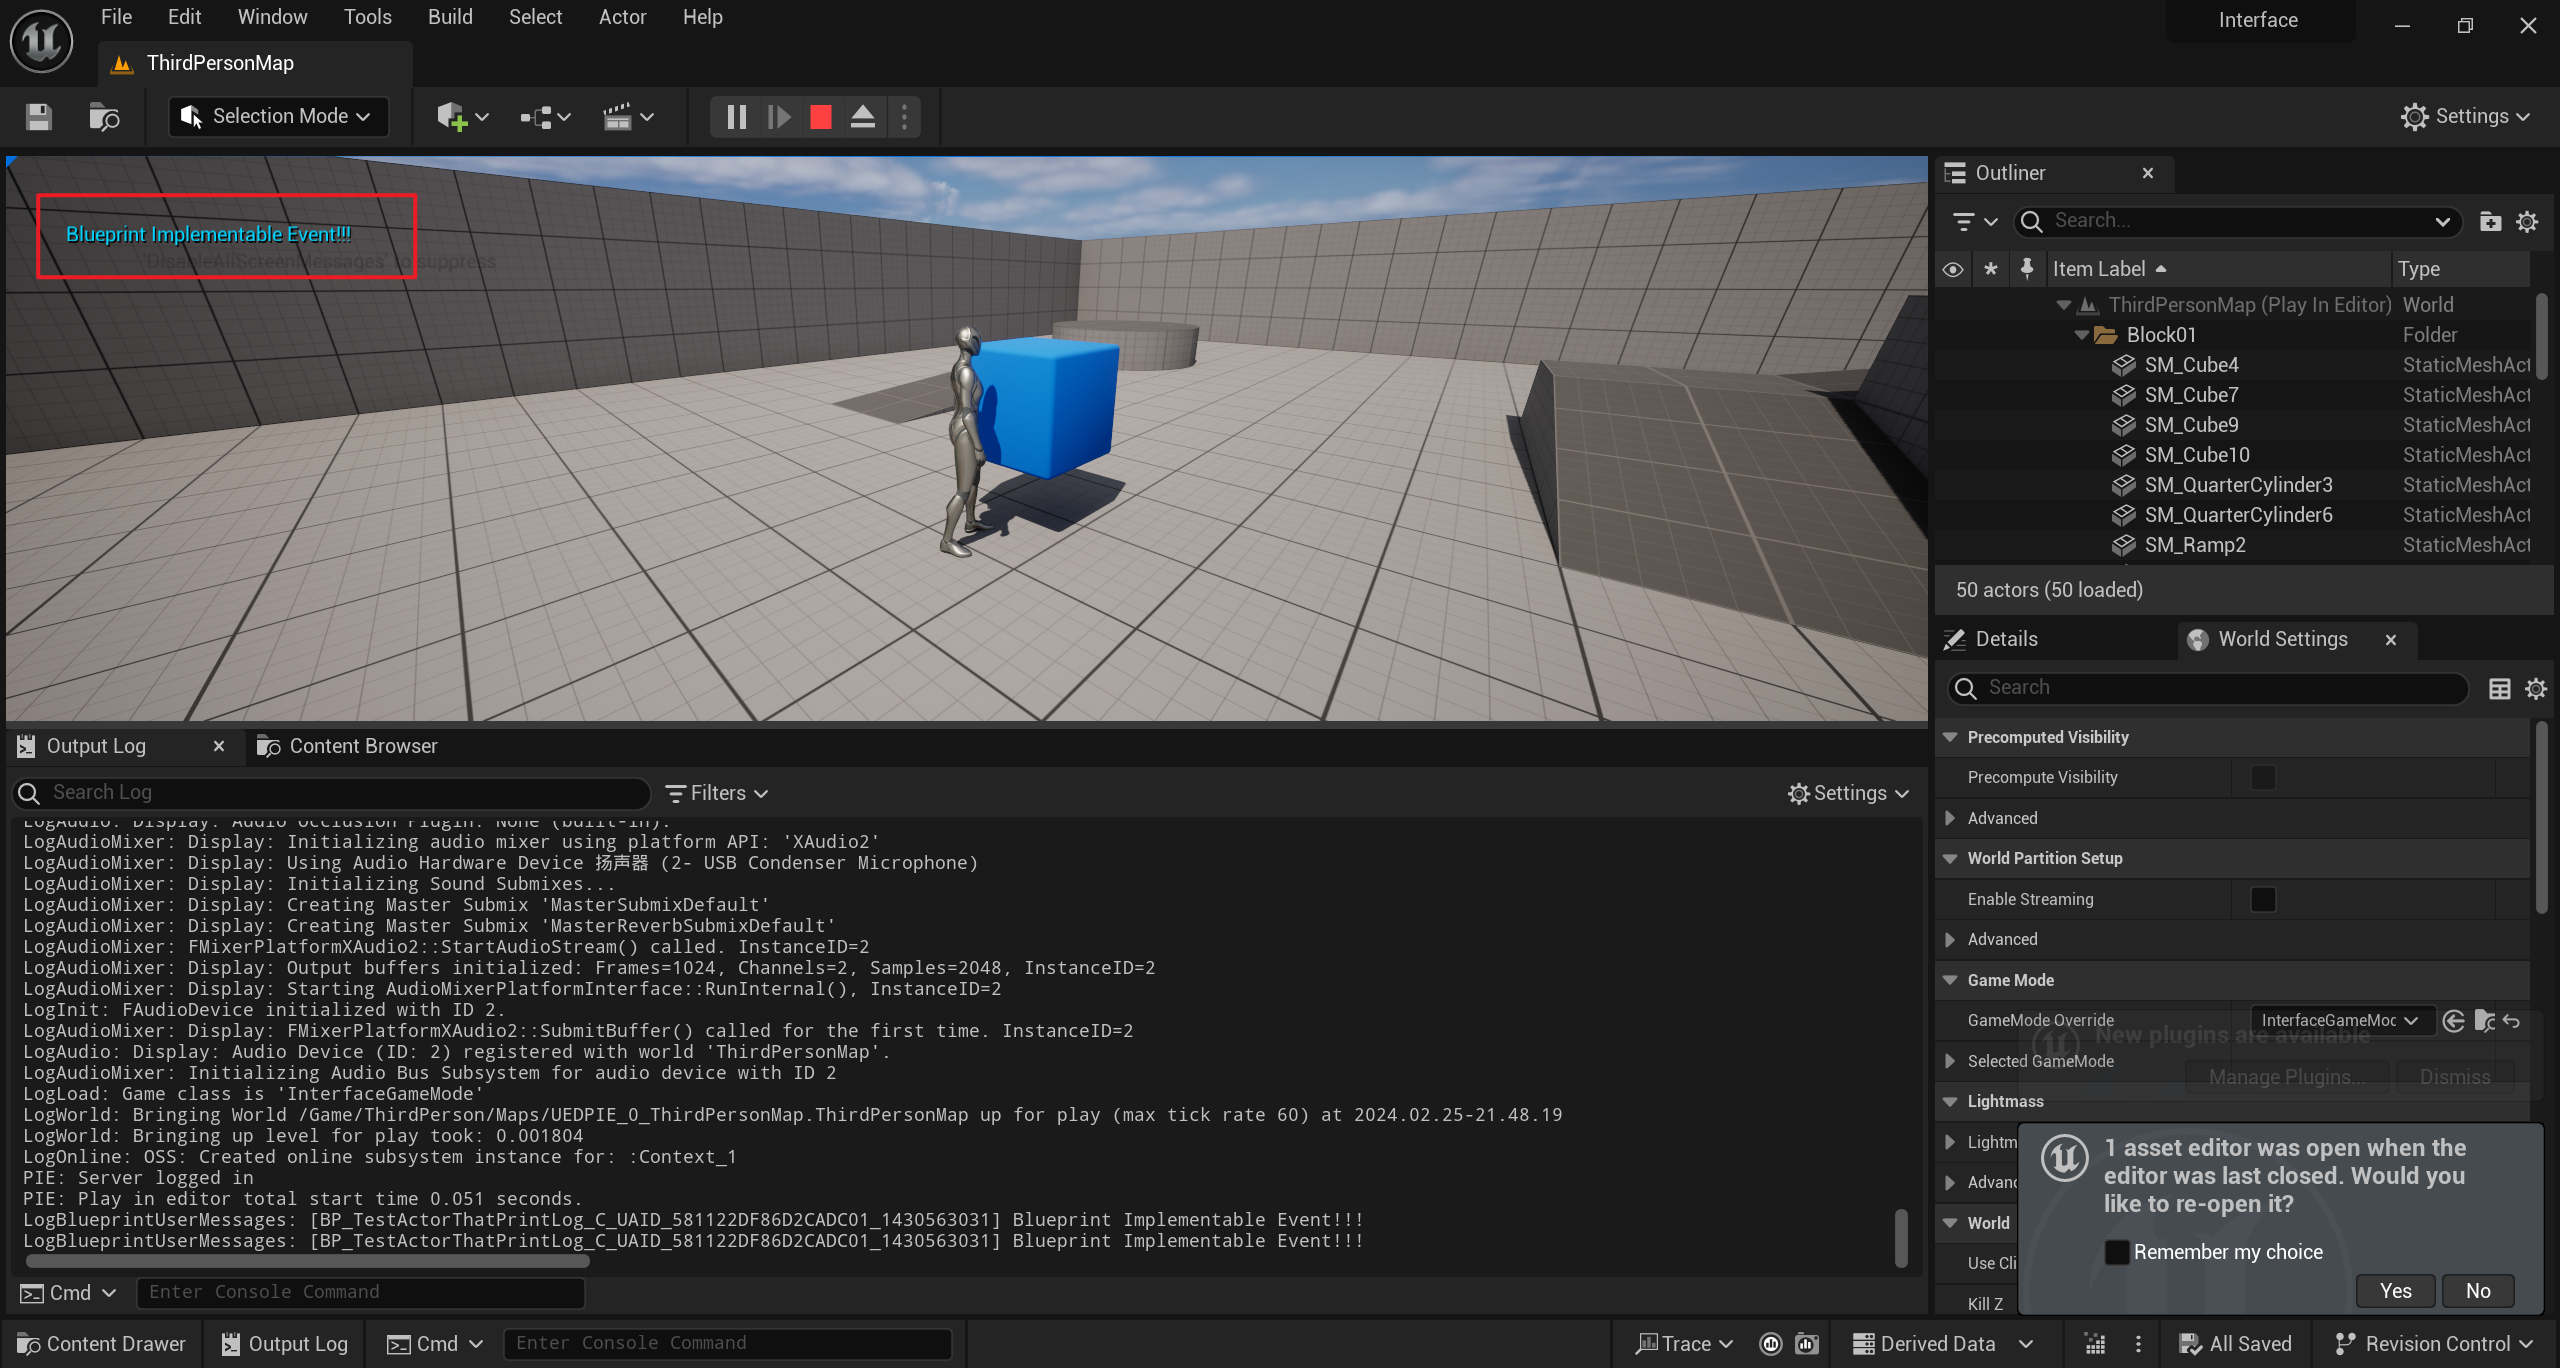 File Edit Window Tools Build Select Actor Help
Interface
ThirdPersonMap
Selection Mode
Settings
Blueprint Implementable Event!!!
'DisableAllScreenMessages' to suppress
Outliner
Search...
Item Label Type
ThirdPersonMap (Play In Editor) World
Block01 Folder
SM_Cube4 StaticMeshAct
SM_Cube7 StaticMeshAct
SM_Cube9 StaticMeshAct
SM_Cube10 StaticMeshAct
SM_QuarterCylinder3 StaticMeshAct
SM_QuarterCylinder6 StaticMeshAct
SM_Ramp2 StaticMeshAct
50 actors (50 loaded)
Details World Settings
Search
Precomputed Visibility
Precompute Visibility
Advanced
World Partition Setup
Enable Streaming
Advanced
Game Mode
GameMode Override InterfaceGameMod
New plugins are available
Selected GameMode
Manage Plugins... Dismiss
Lightmass
Lightm
Advanc
World
Use Cli
Kill Z
1 asset editor was open when the
editor was last closed. Would you
like to re-open it?
Remember my choice
Yes No
Output Log Content Browser
Search Log Filters Settings
LogAudio: Display: Audio Occlusion Plugin: None (built-in).
LogAudioMixer: Display: Initializing audio mixer using platform API: 'XAudio2'
LogAudioMixer: Display: Using Audio Hardware Device 扬声器 (2- USB Condenser Microphone)
LogAudioMixer: Display: Initializing Sound Submixes...
LogAudioMixer: Display: Creating Master Submix 'MasterSubmixDefault'
LogAudioMixer: Display: Creating Master Submix 'MasterReverbSubmixDefault'
LogAudioMixer: FMixerPlatformXAudio2::StartAudioStream() called. InstanceID=2
LogAudioMixer: Display: Output buffers initialized: Frames=1024, Channels=2, Samples=2048, InstanceID=2
LogAudioMixer: Display: Starting AudioMixerPlatformInterface::RunInternal(), InstanceID=2
LogInit: FAudioDevice initialized with ID 2.
LogAudioMixer: Display: FMixerPlatformXAudio2::SubmitBuffer() called for the first time. InstanceID=2
LogAudio: Display: Audio Device (ID: 2) registered with world 'ThirdPersonMap'.
LogAudioMixer: Initializing Audio Bus Subsystem for audio device with ID 2
LogLoad: Game class is 'InterfaceGameMode'
LogWorld: Bringing World /Game/ThirdPerson/Maps/UEDPIE_0_ThirdPersonMap.ThirdPersonMap up for play (max tick rate 60) at 2024.02.25-21.48.19
LogWorld: Bringing up level for play took: 0.001804
LogOnline: OSS: Created online subsystem instance for: :Context_1
PIE: Server logged in
PIE: Play in editor total start time 0.051 seconds.
LogBlueprintUserMessages: [BP_TestActorThatPrintLog_C_UAID_581122DF86D2CADC01_1430563031] Blueprint Implementable Event!!!
LogBlueprintUserMessages: [BP_TestActorThatPrintLog_C_UAID_581122DF86D2CADC01_1430563031] Blueprint Implementable Event!!!
Cmd Enter Console Command
Content Drawer Output Log Cmd Enter Console Command Trace Derived Data All Saved Revision Control